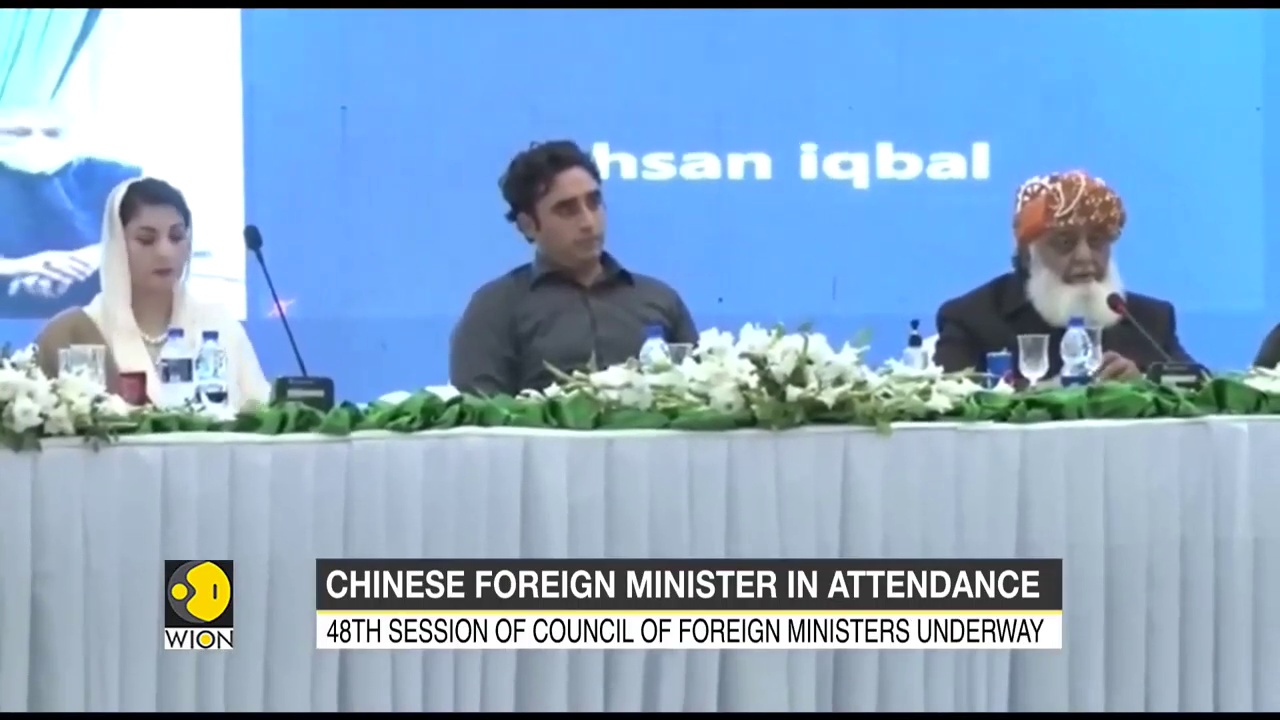 hsan iqbal
WION
CHINESE FOREIGN MINISTER IN ATTENDANCE
48TH SESSION OF COUNCIL OF FOREIGN MINISTERS UNDERWAY